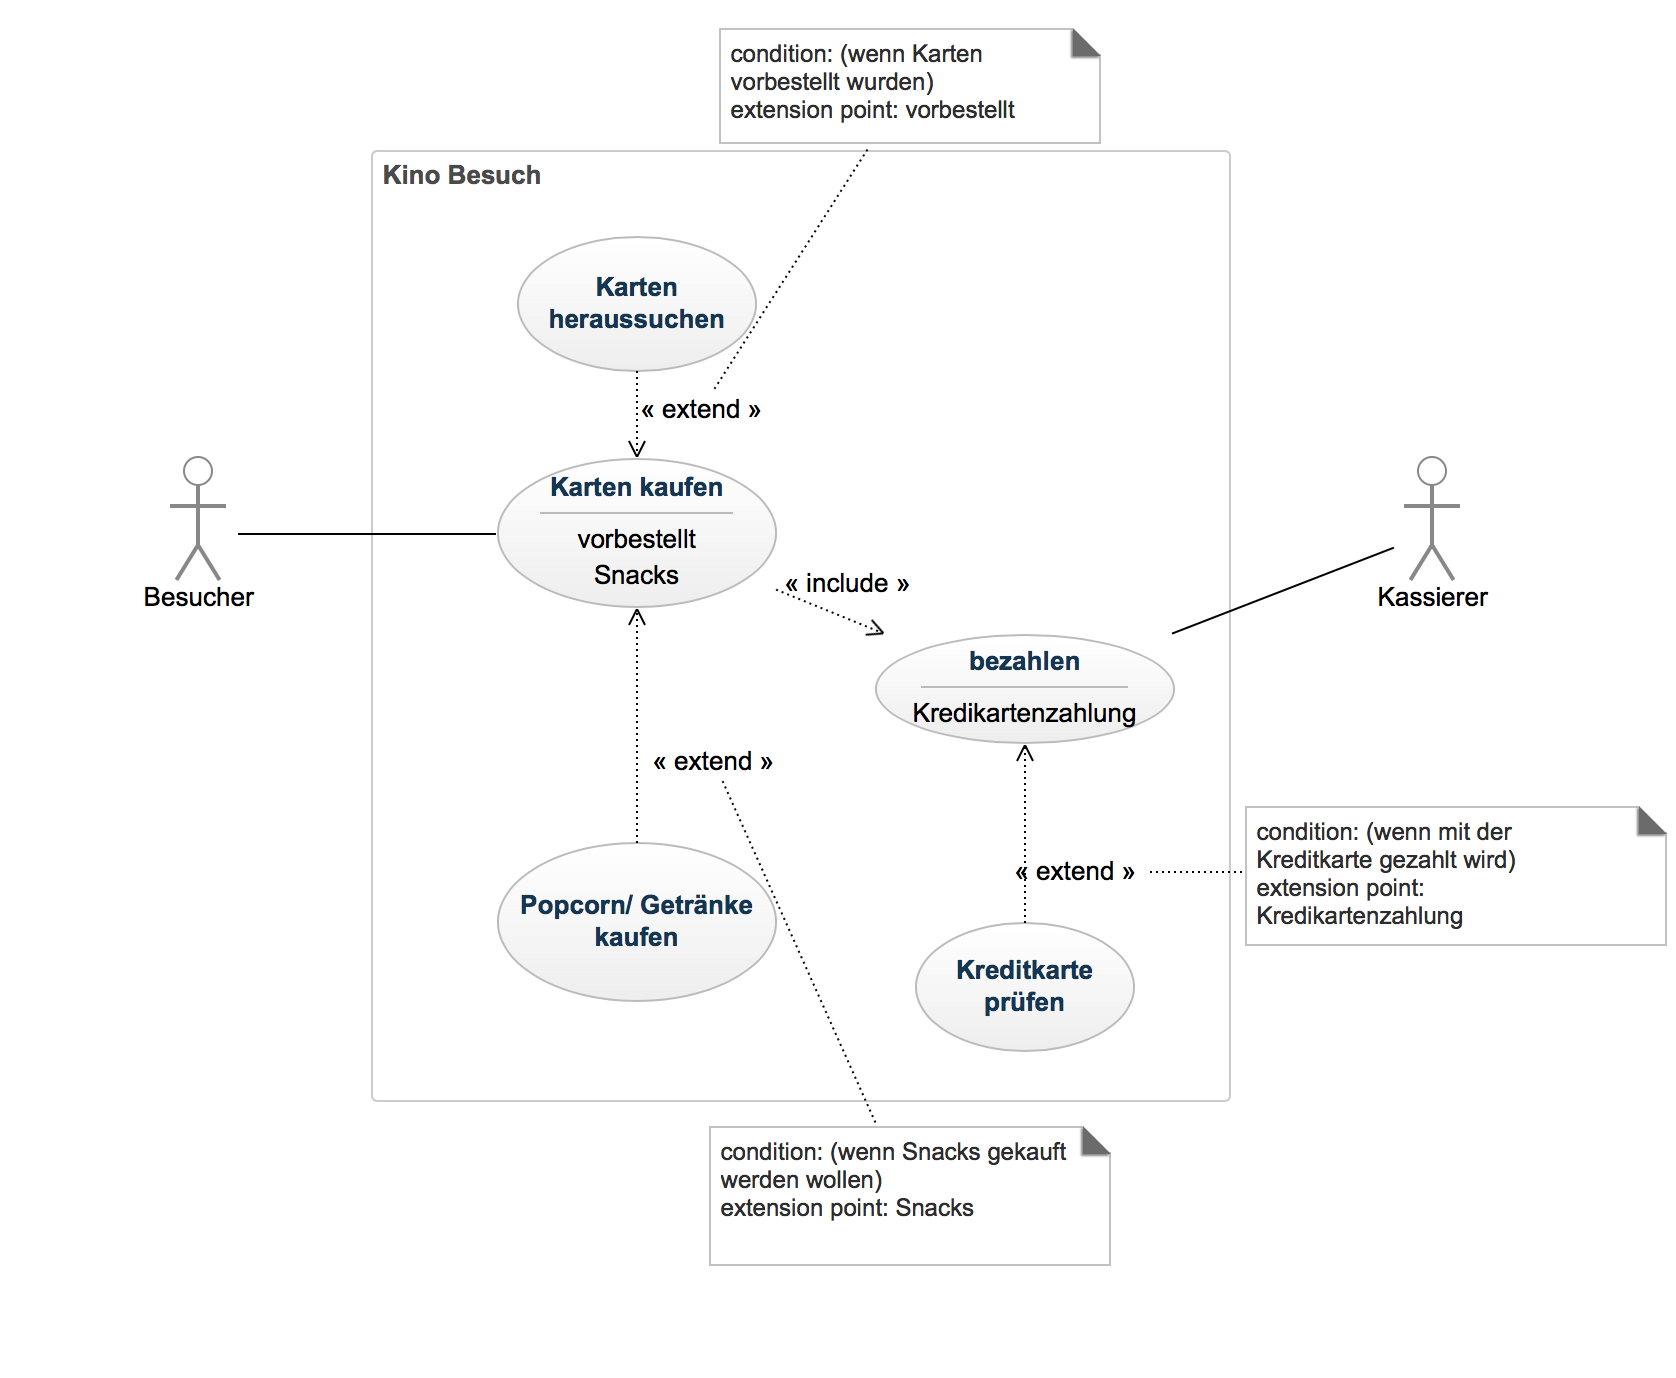 condition: (wenn Karten
vorbestellt wurden)
extension point: vorbestellt
Kino Besuch
Karten
heraussuchen
« extend »
Karten kaufen
vorbestellt
Snacks
« include »
Besucher
Kassierer
bezahlen
Kredikartenzahlung
« extend »
condition: (wenn mit der
Kreditkarte gezahlt wird)
extension point:
Kredikartenzahlung
« extend »
Popcorn/ Getränke
kaufen
Kreditkarte
prüfen
condition: (wenn Snacks gekauft
werden wollen)
extension point: Snacks